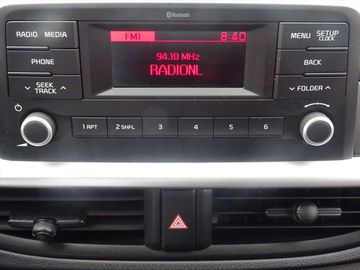 Bluetooth
RADIO MEDIA
FM1 8:40
MENU SETUP
CLOCK
PHONE
94.10 MHz
BACK
RADIONL
SEEK
TRACK
FOLDER
1 RPT 2 SHFL 3 4 5 6